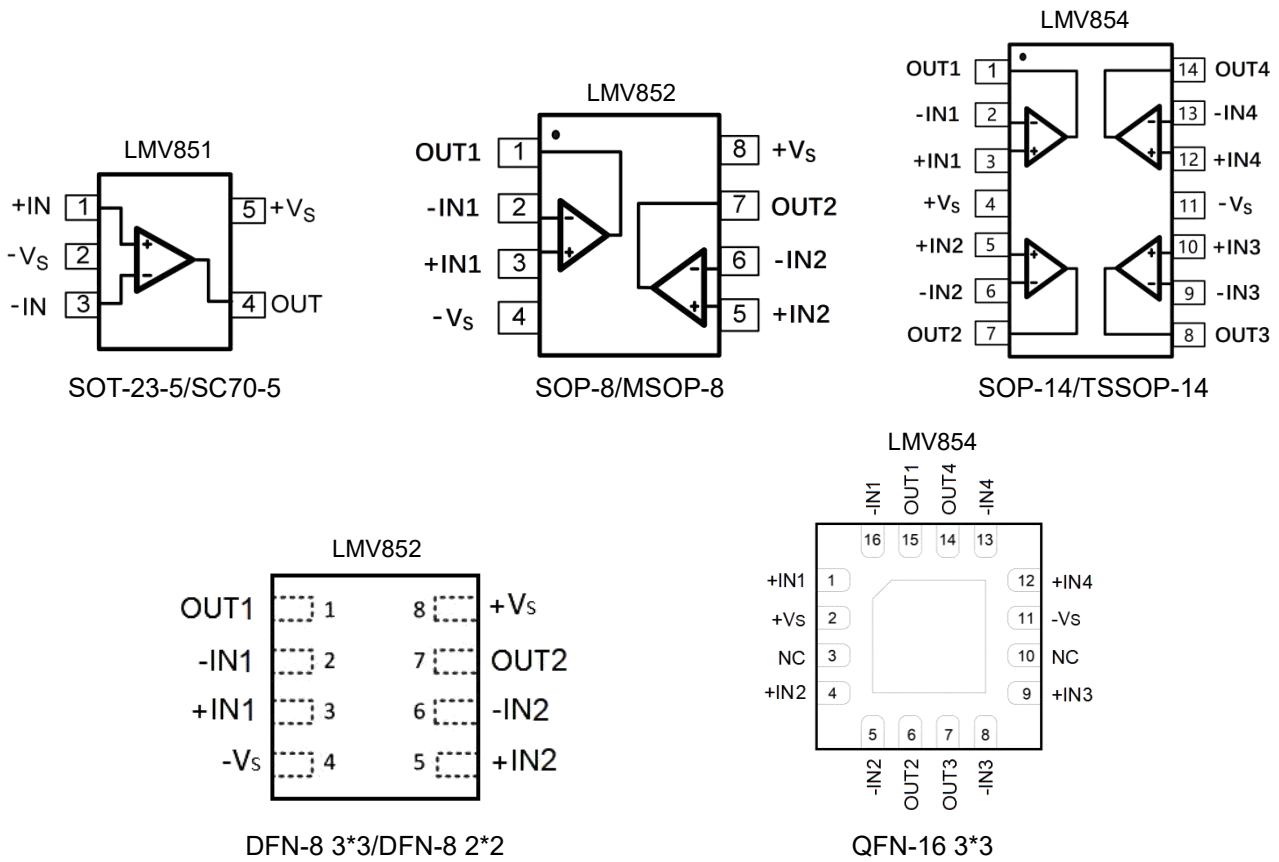 LMV851
+IN 1 5 +VS
-VS 2
-IN 3 4 OUT
SOT-23-5/SC70-5
LMV852
OUT1 1 8 +VS
-IN1 2 7 OUT2
+IN1 3 6 -IN2
-VS 4 5 +IN2
SOP-8/MSOP-8
LMV854
OUT1 1 14 OUT4
-IN1 2 13 -IN4
+IN1 3 12 +IN4
+VS 4 11 -VS
+IN2 5 10 +IN3
-IN2 6 9 -IN3
OUT2 7 8 OUT3
SOP-14/TSSOP-14
LMV852
OUT1 1 8 +VS
-IN1 2 7 OUT2
+IN1 3 6 -IN2
-VS 4 5 +IN2
DFN-8 3*3/DFN-8 2*2
LMV854
-IN1 OUT1 OUT4 -IN4
16 15 14 13
+IN1 1 12 +IN4
+VS 2 11 -VS
NC 3 10 NC
+IN2 4 9 +IN3
5 6 7 8
-IN2 OUT2 OUT3 -IN3
QFN-16 3*3